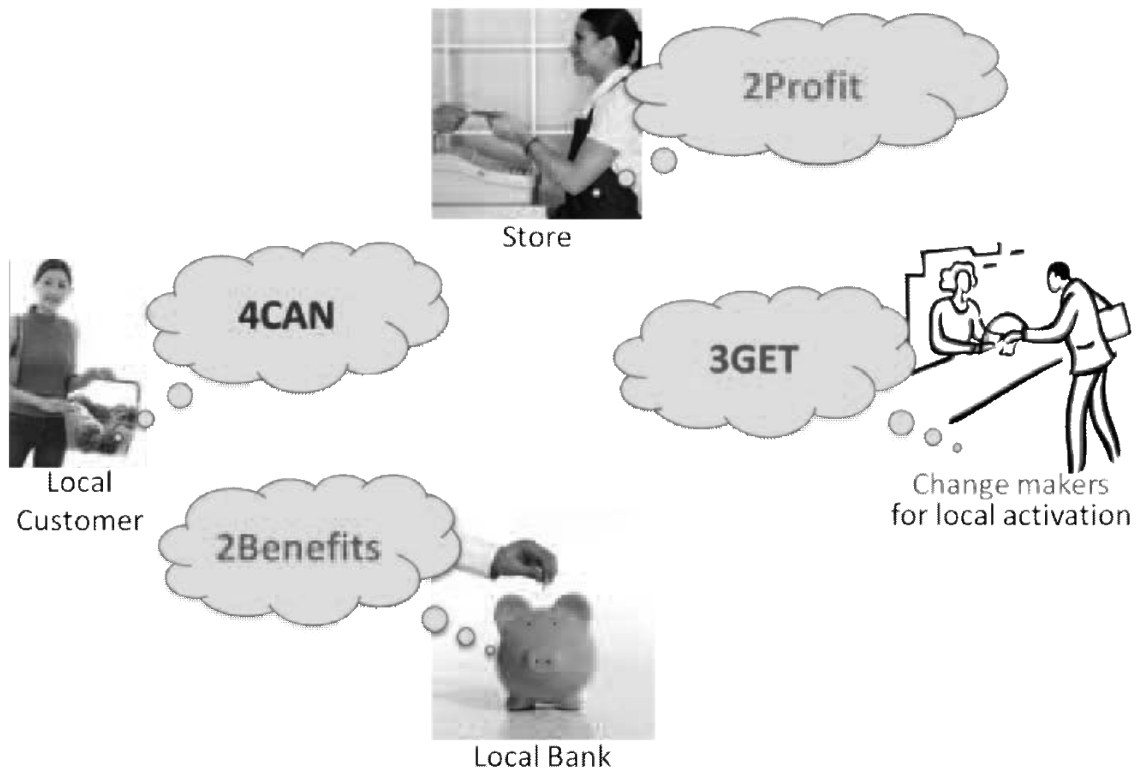 2Profit
Store
4CAN
3GET
Local
Customer
Change makers
for local activation
2Benefits
Local Bank